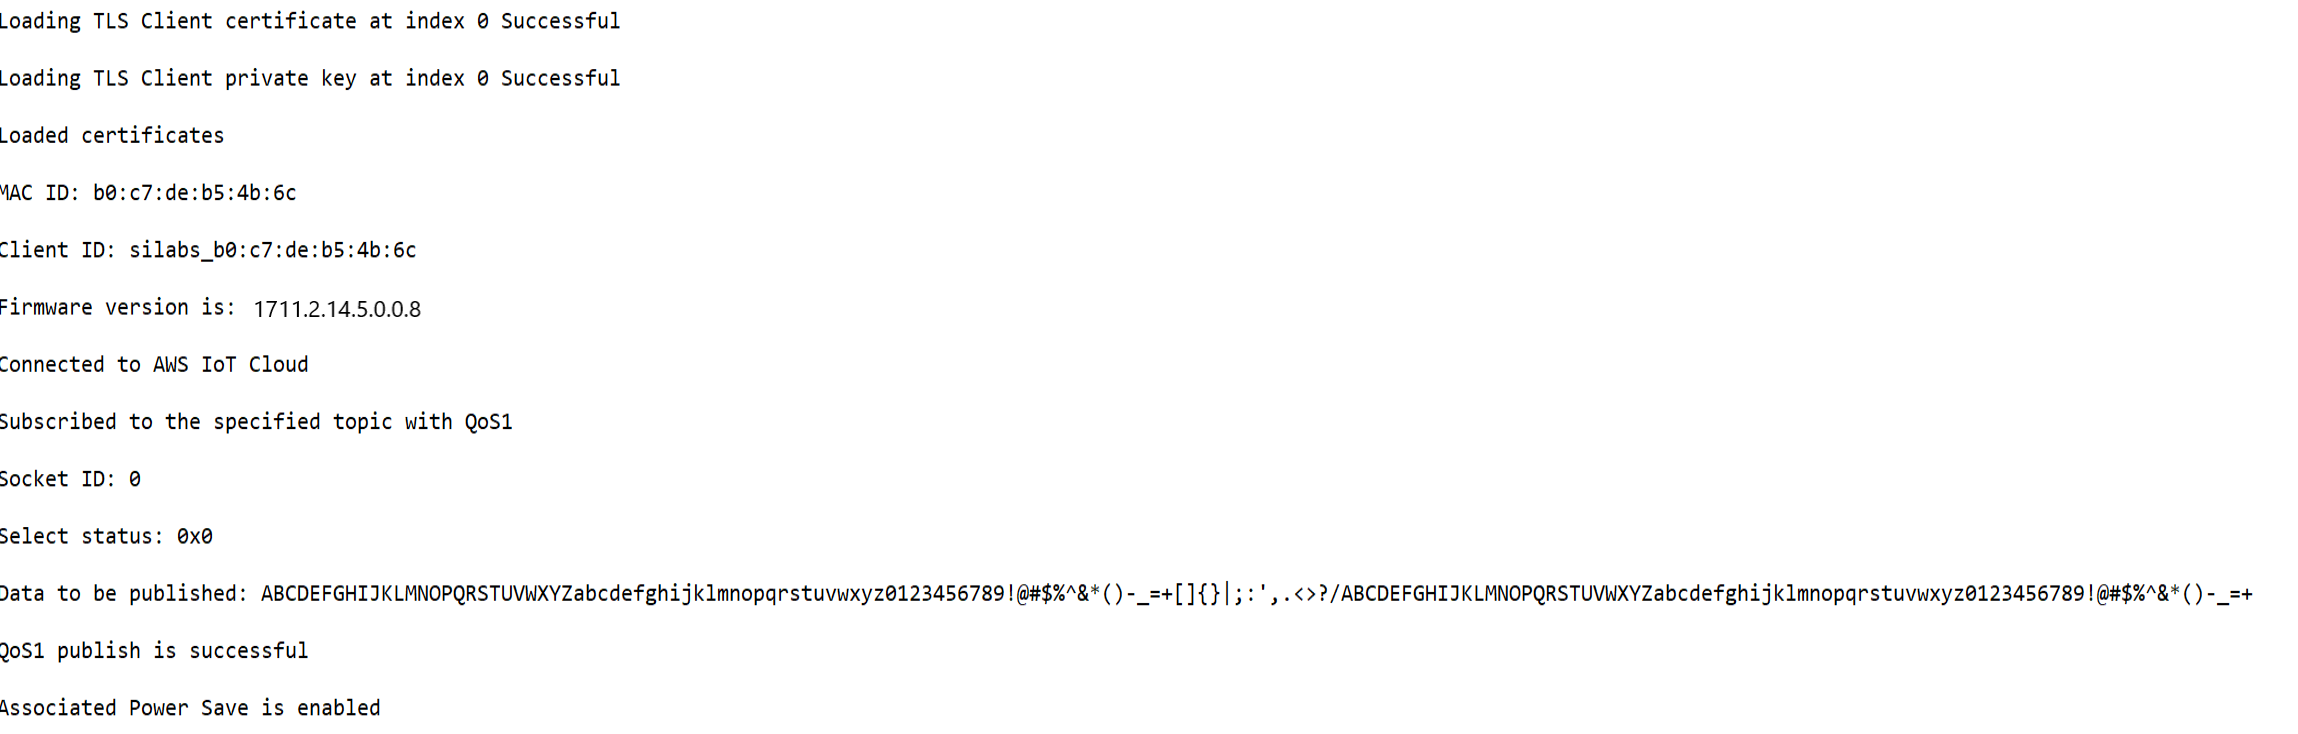 Loading TLS Client certificate at index 0 Successful
Loading TLS Client private key at index 0 Successful
Loaded certificates
MAC ID: b0:c7:de:b5:4b:6c
Client ID: silabs_b0:c7:de:b5:4b:6c
Firmware version is: 1711.2.14.5.0.0.8
Connected to AWS IoT Cloud
Subscribed to the specified topic with QoS1
Socket ID: 0
Select status: 0x0
Data to be published: ABCDEFGHIJKLMNOPQRSTUVWXYZabcdefghijklmnopqrstuvwxyz0123456789!@#$%^&*()-_=+[]{}|;:',.<>?/ABCDEFGHIJKLMNOPQRSTUVWXYZabcdefghijklmnopqrstuvwxyz0123456789!@#$%^&*()-_=+
QoS1 publish is successful
Associated Power Save is enabled